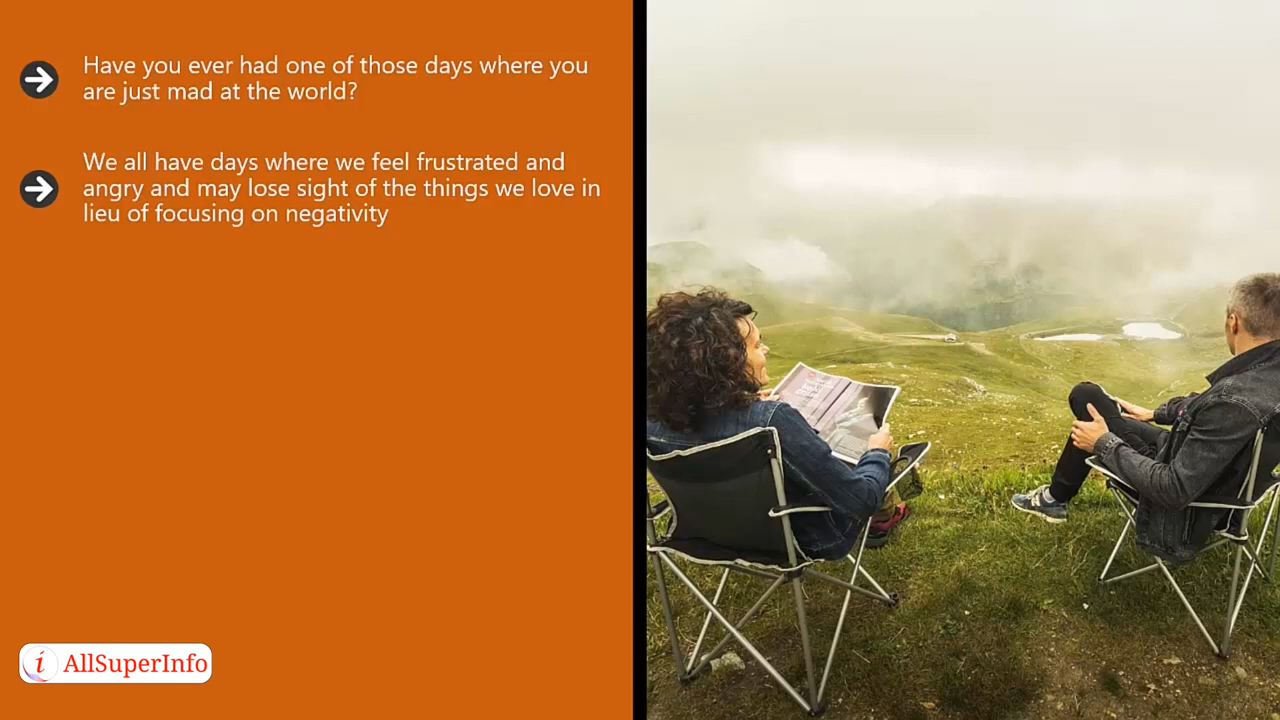 Have you ever had one of those days where you
are just mad at the world?
We all have days where we feel frustrated and
angry and may lose sight of the things we love in
lieu of focusing on negativity
i AllSuperInfo